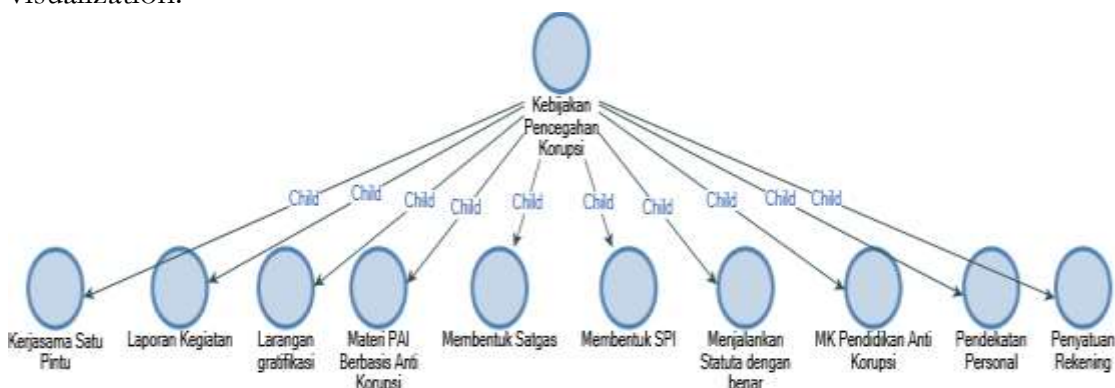 visualization.
Kebijakan
Pencegahan
Korupsi
Child
Child
Child
Child
Child
Child
Child
Child
Child
Child
Kerjasama Satu
Pintu
Laporan Kegiatan
Larangan
gratifikasi
Materi PAI
Berbasis Anti
Korupsi
Membentuk Satgas
Membentuk SPI
Menjalankan
Statuta dengan
benar
MK Pendidikan Anti
Korupsi
Pendekatan
Personal
Penyatuan
Rekening